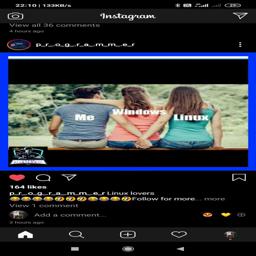 22:10 | 133KB/s
Instagram
View all 36 comments
4 hours ago
p_r_o_g_r_a_m_m_e_r
Me
Windows
Linux
164 likes
p_r_o_g_r_a_m_m_e_r Linux lovers
Follow for more... more
View 1 comment
Add a comment...
3 hours ago